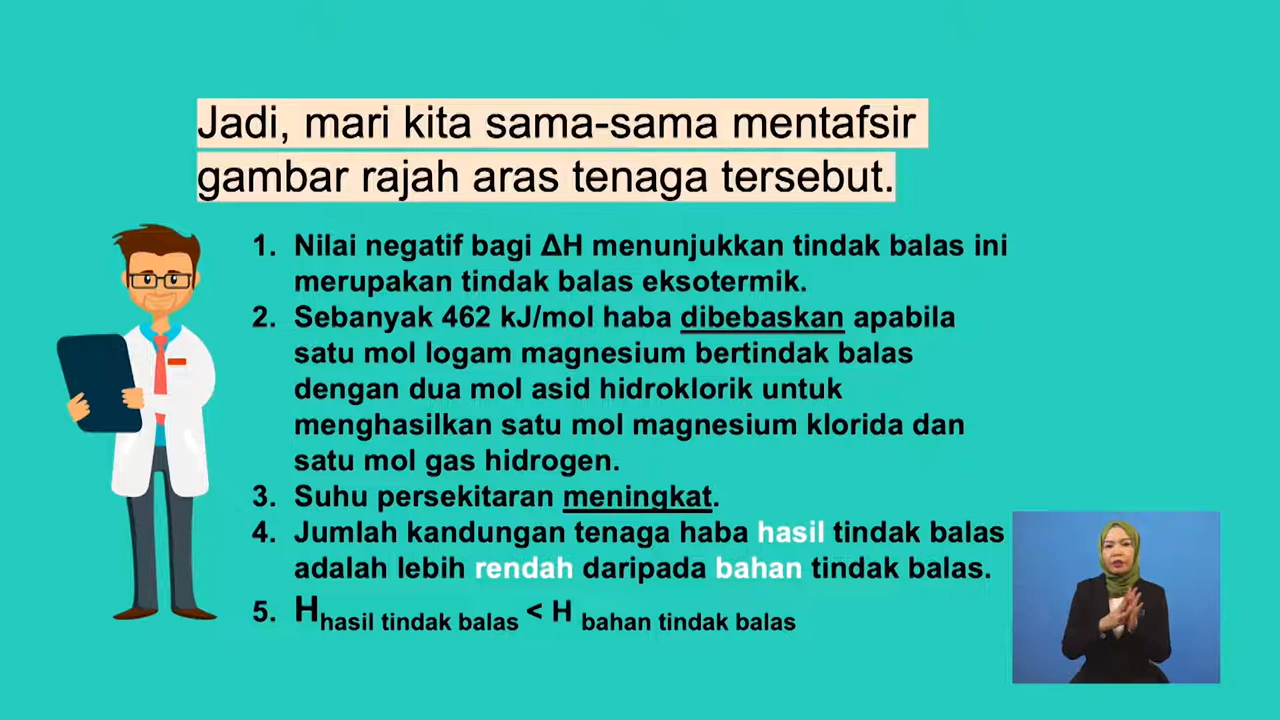 Jadi, mari kita sama-sama mentafsir
gambar rajah aras tenaga tersebut.
1. Nilai negatif bagi ΔH menunjukkan tindak balas ini
merupakan tindak balas eksotermik.
2. Sebanyak 462 kJ/mol haba dibebaskan apabila
satu mol logam magnesium bertindak balas
dengan dua mol asid hidroklorik untuk
menghasilkan satu mol magnesium klorida dan
satu mol gas hidrogen.
3. Suhu persekitaran meningkat.
4. Jumlah kandungan tenaga haba hasil tindak balas
adalah lebih rendah daripada bahan tindak balas.
5. H hasil tindak balas < H bahan tindak balas